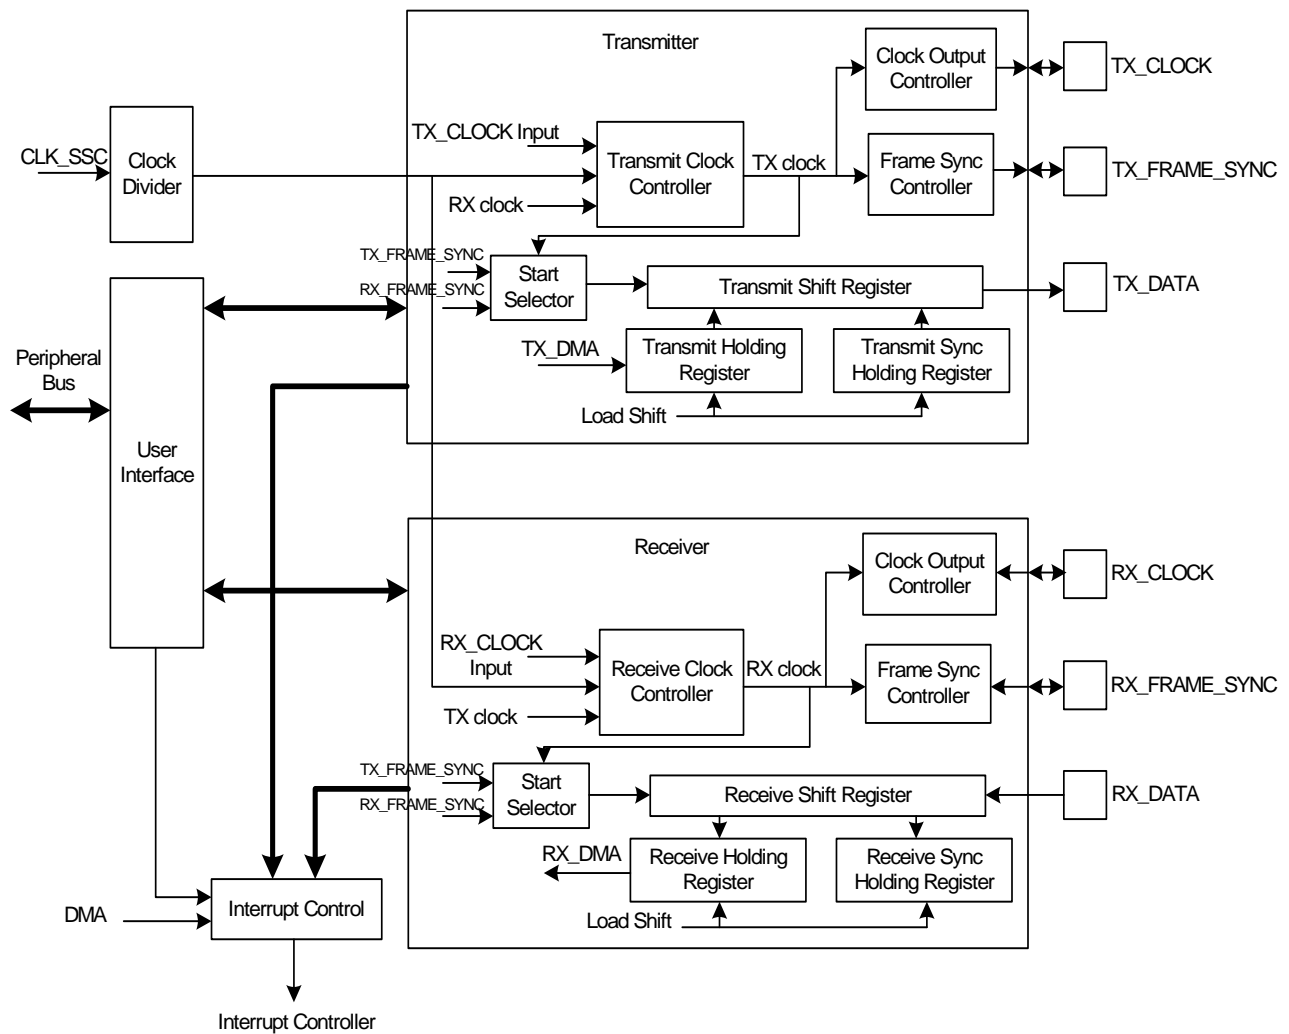 Transmitter
Clock Output
Controller
TX_CLOCK
TX_CLOCK Input
CLK_SSC
Clock
Divider
Transmit Clock
Controller
TX clock
Frame Sync
Controller
TX_FRAME_SYNC
RX clock
TX_FRAME_SYNC
RX_FRAME_SYNC
Start
Selector
Transmit Shift Register
TX_DATA
TX_DMA
Transmit Holding
Register
Transmit Sync
Holding Register
Load Shift
Peripheral
Bus
User
Interface
Receiver
Clock Output
Controller
RX_CLOCK
RX_CLOCK
Input
Receive Clock
Controller
RX clock
Frame Sync
Controller
RX_FRAME_SYNC
TX clock
TX_FRAME_SYNC
RX_FRAME_SYNC
Start
Selector
Receive Shift Register
RX_DATA
RX_DMA
Receive Holding
Register
Receive Sync
Holding Register
Load Shift
DMA
Interrupt Control
Interrupt Controller